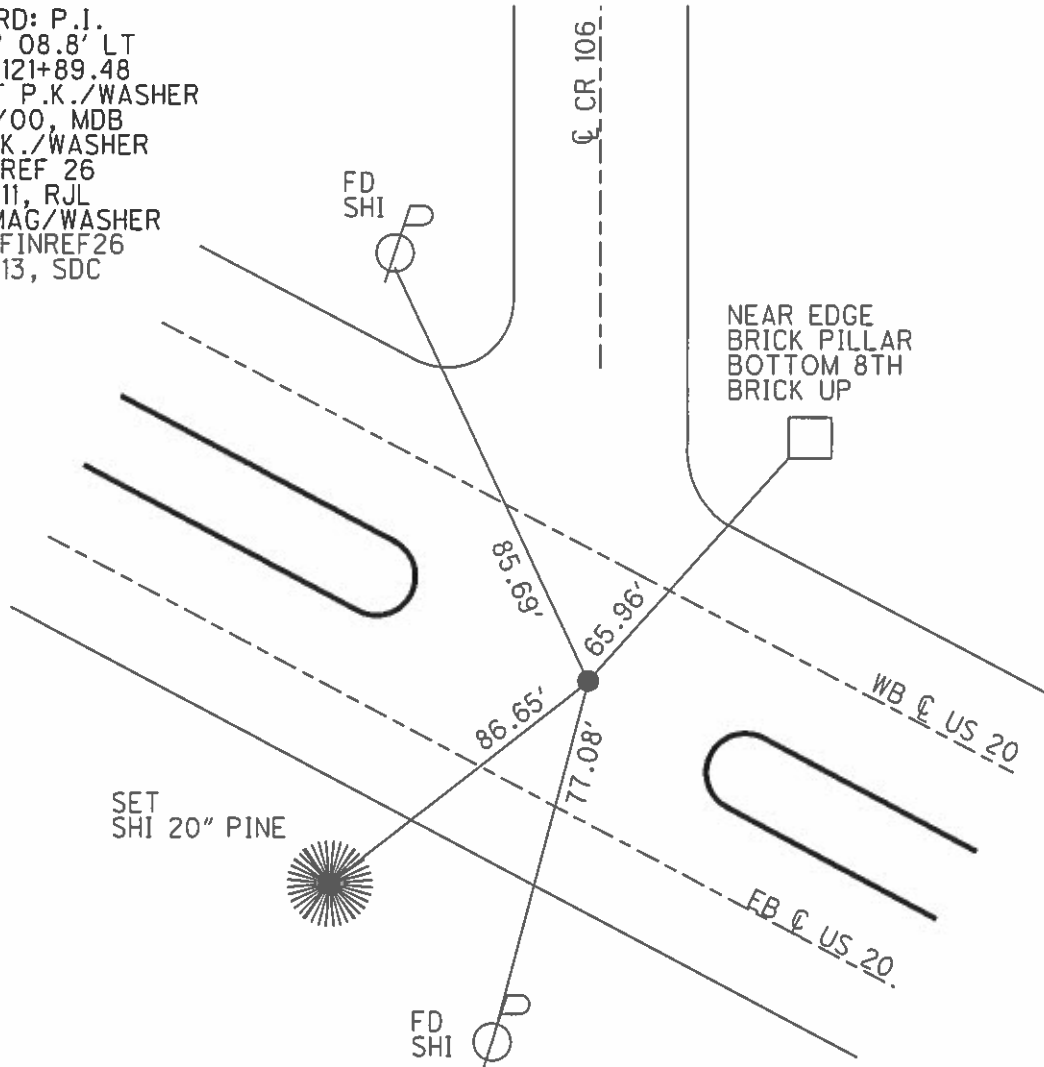 RD: P.I.
08.8' LT
121+89.48
P.K./WASHER
/00, MDB
K./WASHER
REF 26
11, RJL
MAG/WASHER
FINREF26
13, SDC
FD
SHI
℄ CR 106
NEAR EDGE
BRICK PILLAR
BOTTOM 8TH
BRICK UP
85.69'
65.96'
86.65'
77.08'
WB ℄ US 20
SET
SHI 20" PINE
EB ℄ US 20
FD
SHI